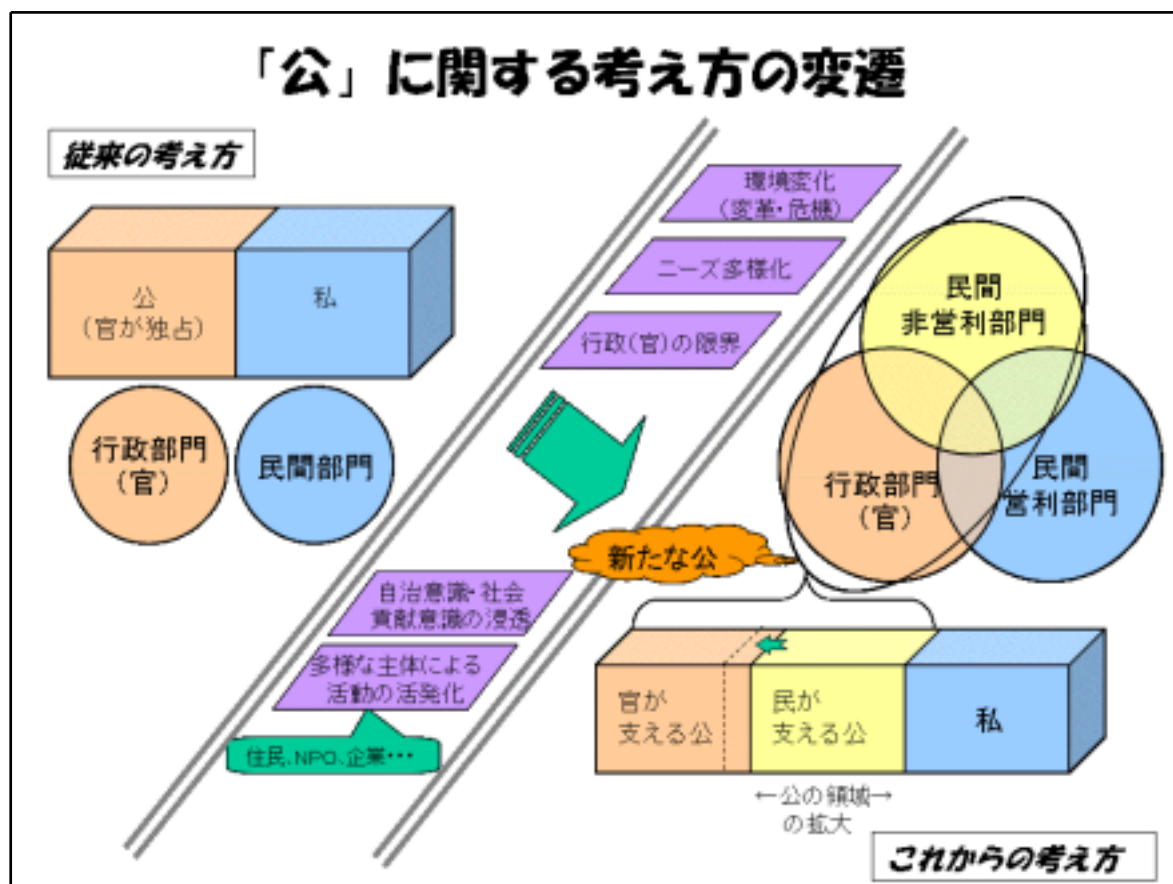 「公」に関する考え方の変遷
従来の考え方
公
(官が独占)
私
行政部門
(官)
民間部門
環境変化
(変革・危機)
ニーズ多様化
行政(官)の限界
自治意識・社会
貢献意識の浸透
多様な主体による
活動の活発化
住民、NPO、企業・・・
民間
非営利部門
行政部門
(官)
民間
営利部門
新たな公
官が
支える公
民が
支える公
私
←公の領域→
の拡大
これからの考え方